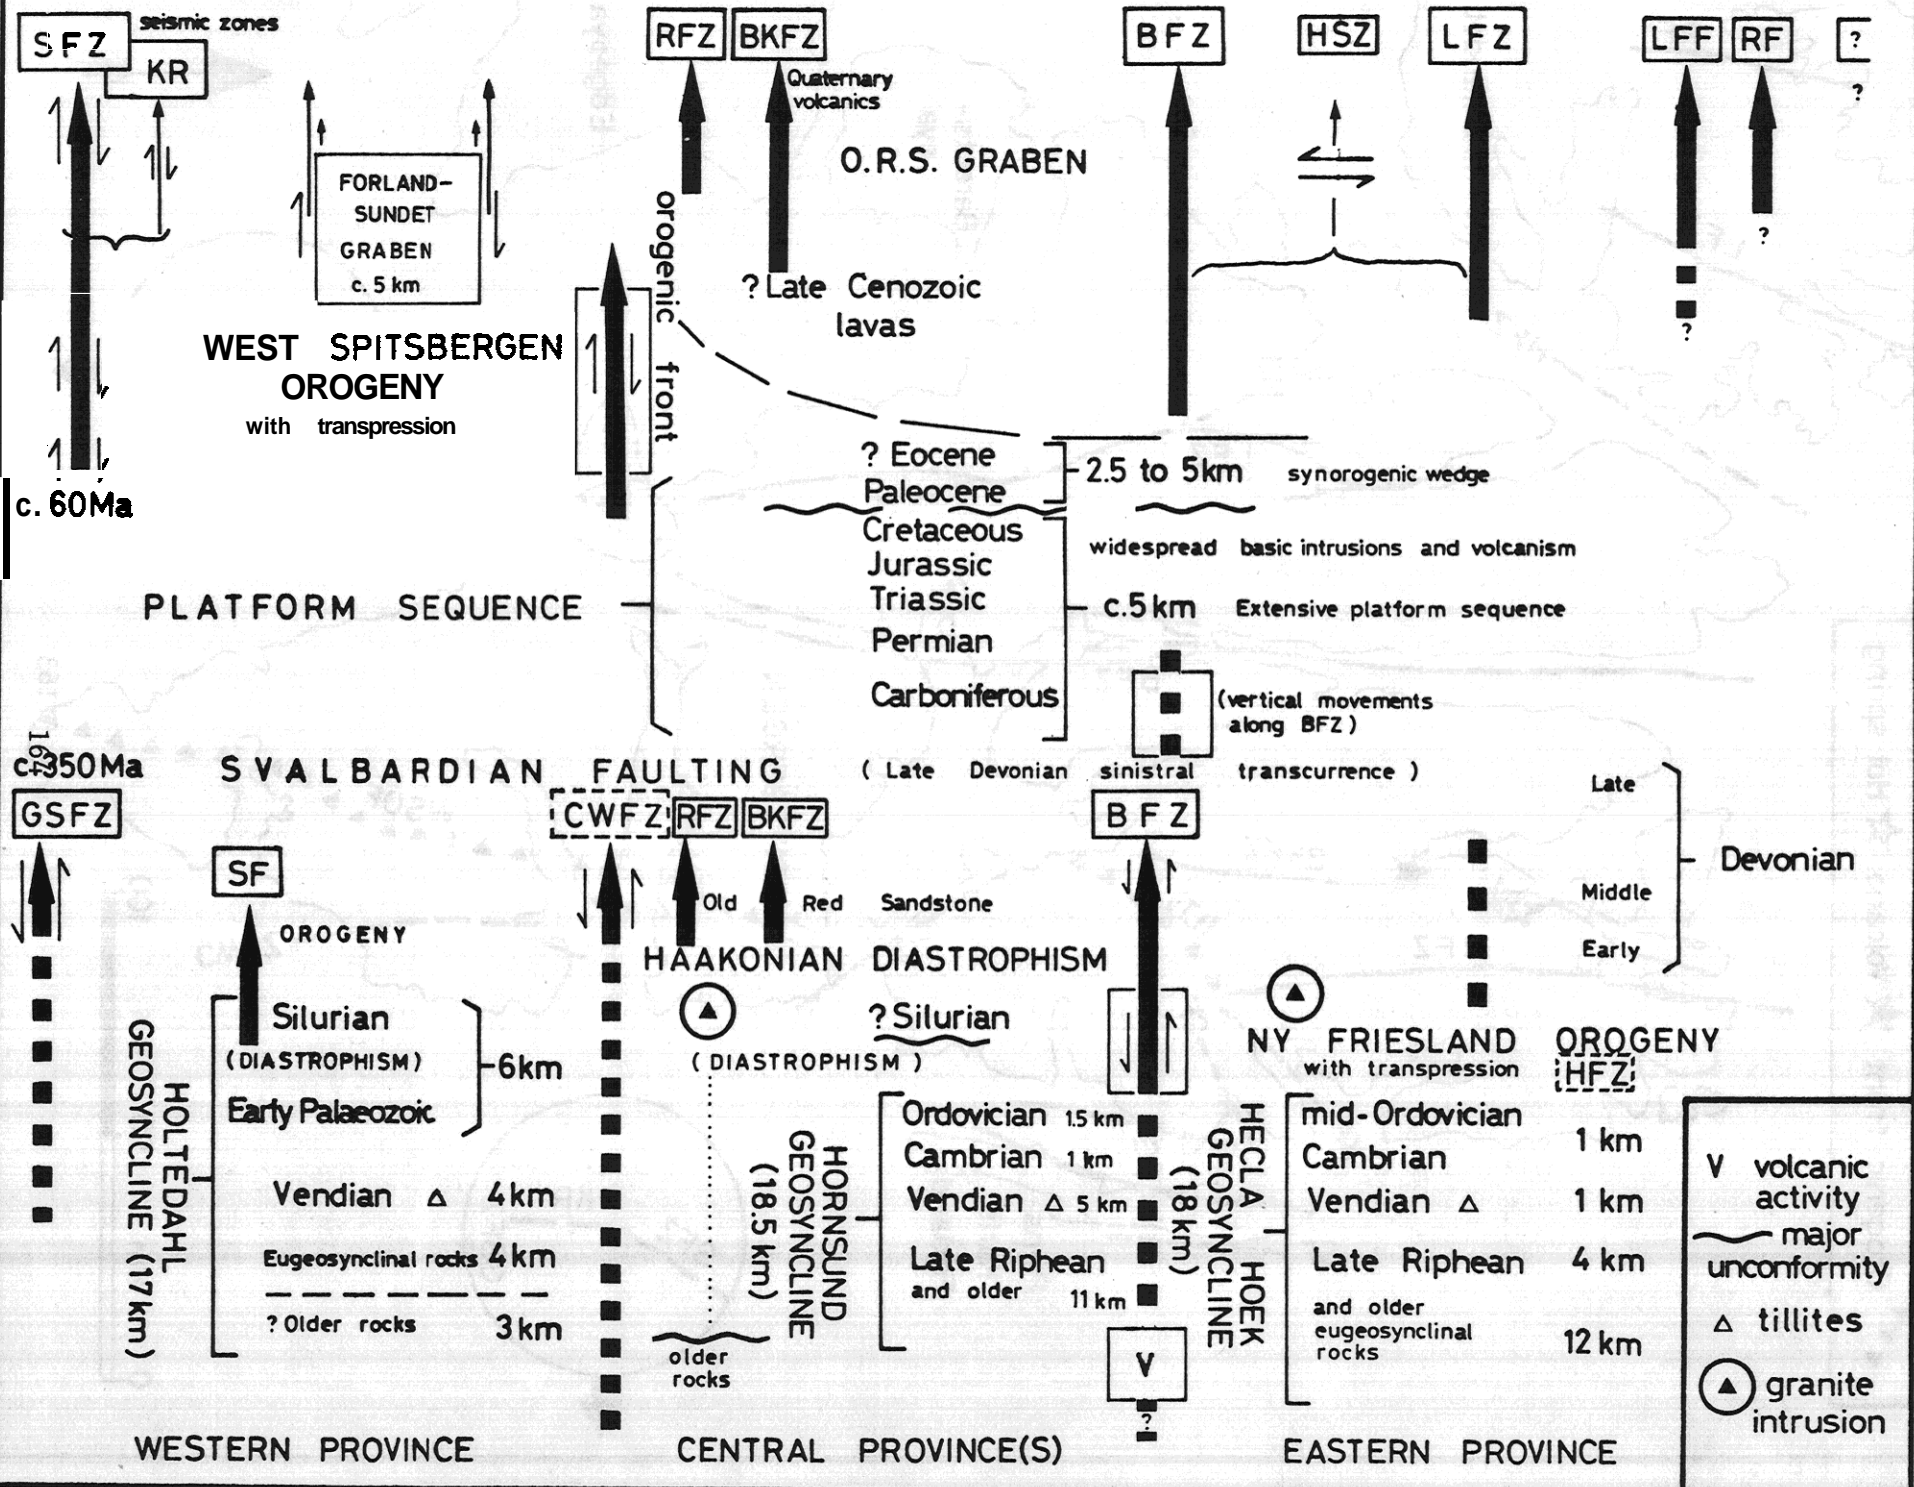 SFZ
seismic zones
KR
RFZ
BKFZ
BFZ
HSZ
LFZ
LFF
RF
?
?
Quaternary
volcanics
O.R.S. GRABEN
FORLAND-
SUNDET
GRABEN
c. 5 km
orogenic front
? Late Cenozoic
lavas
?
?
WEST SPITSBERGEN
OROGENY
with transpression
c. 60Ma
? Eocene
Paleocene
2.5 to 5km
synorogenic wedge
Cretaceous
Jurassic
Triassic
Permian
Carboniferous
widespread basic intrusions and volcanism
PLATFORM SEQUENCE
c.5km
Extensive platform sequence
(vertical movements
along BFZ)
164
c.350Ma
SVALBARDIAN FAULTING
( Late Devonian sinistral transcurrence )
GSFZ
SF
CWFZ
RFZ
BKFZ
BFZ
Late
Middle
Early
Devonian
Old Red Sandstone
OROGENY
HAAKONIAN DIASTROPHISM
Silurian
(DIASTROPHISM)
Early Palaeozoic
6km
? Silurian
( DIASTROPHISM )
NY FRIESLAND OROGENY
with transpression
HFZ
HOLTEDAHL
GEOSYNCLINE (17km)
Vendian △ 4km
Eugeosynclinal rocks 4km
? Older rocks 3km
older
rocks
HORNSUND
GEOSYNCLINE
(18.5 km)
Ordovician 1.5 km
Cambrian 1 km
Vendian △ 5 km
Late Riphean
and older
11 km
V
?
HECLA HOEK
GEOSYNCLINE
(18km)
mid-Ordovician
Cambrian
1 km
Vendian △ 1 km
Late Riphean 4 km
and older
eugeosynclinal
rocks
12 km
V volcanic
activity
major
unconformity
△ tillites
granite
intrusion
WESTERN PROVINCE
CENTRAL PROVINCE(S)
EASTERN PROVINCE